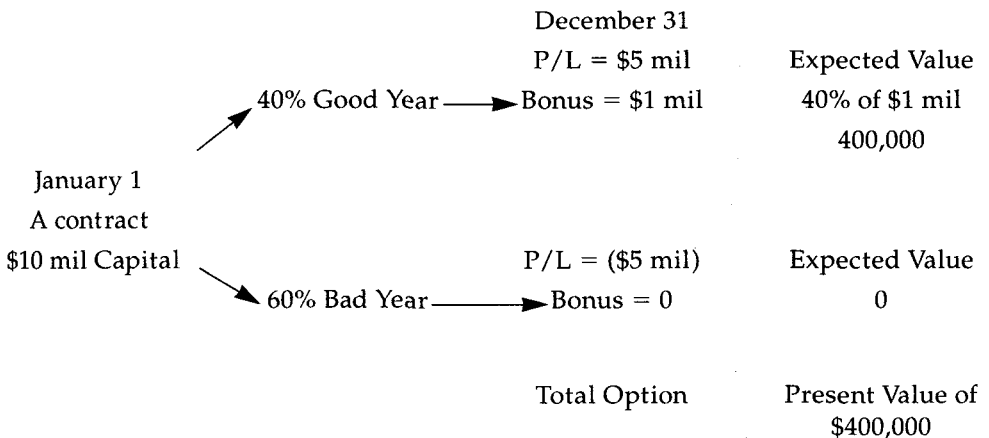 December 31
P/L = $5 mil Expected Value
40% Good Year Bonus = $1 mil 40% of $1 mil
400,000
January 1
A contract
$10 mil Capital P/L = ($5 mil) Expected Value
60% Bad Year Bonus = 0 0
Total Option Present Value of
$400,000